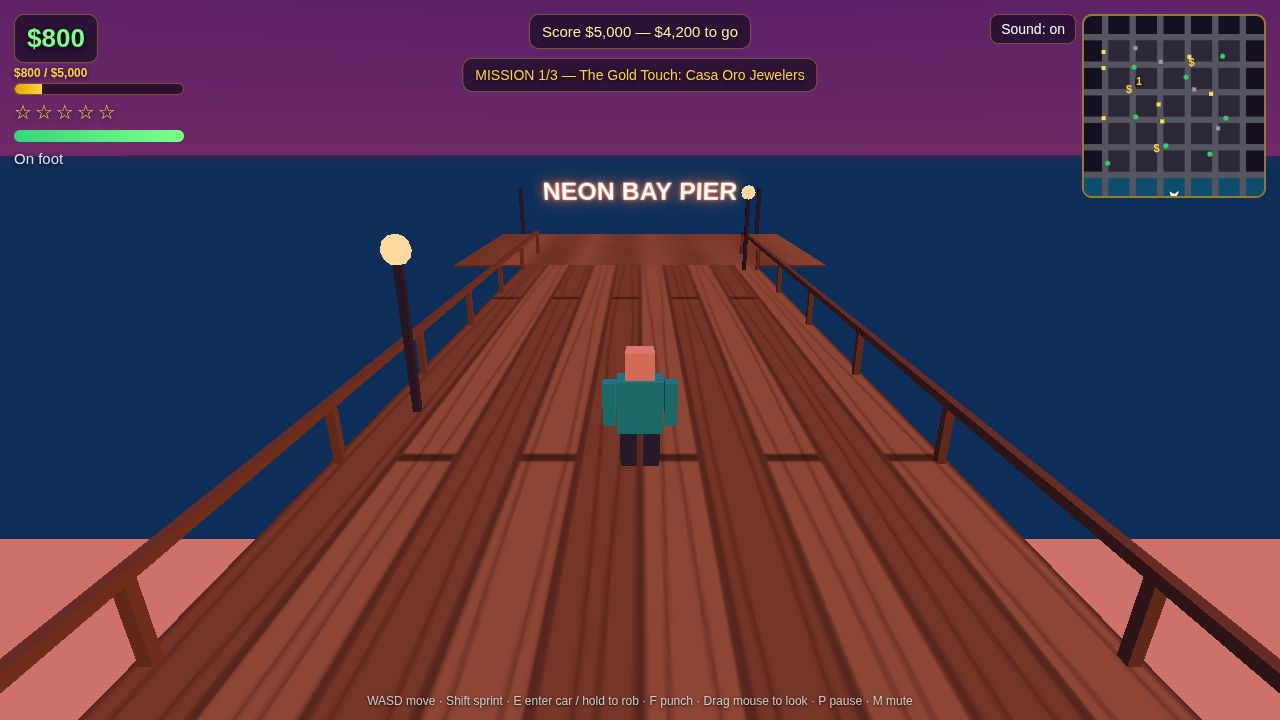 $800
$800 / $5,000
On foot
Score $5,000 — $4,200 to go
MISSION 1/3 — The Gold Touch: Casa Oro Jewelers
Sound: on
$
$ 1
$
NEON BAY PIER
WASD move · Shift sprint · E enter car / hold to rob · F punch · Drag mouse to look · P pause · M mute